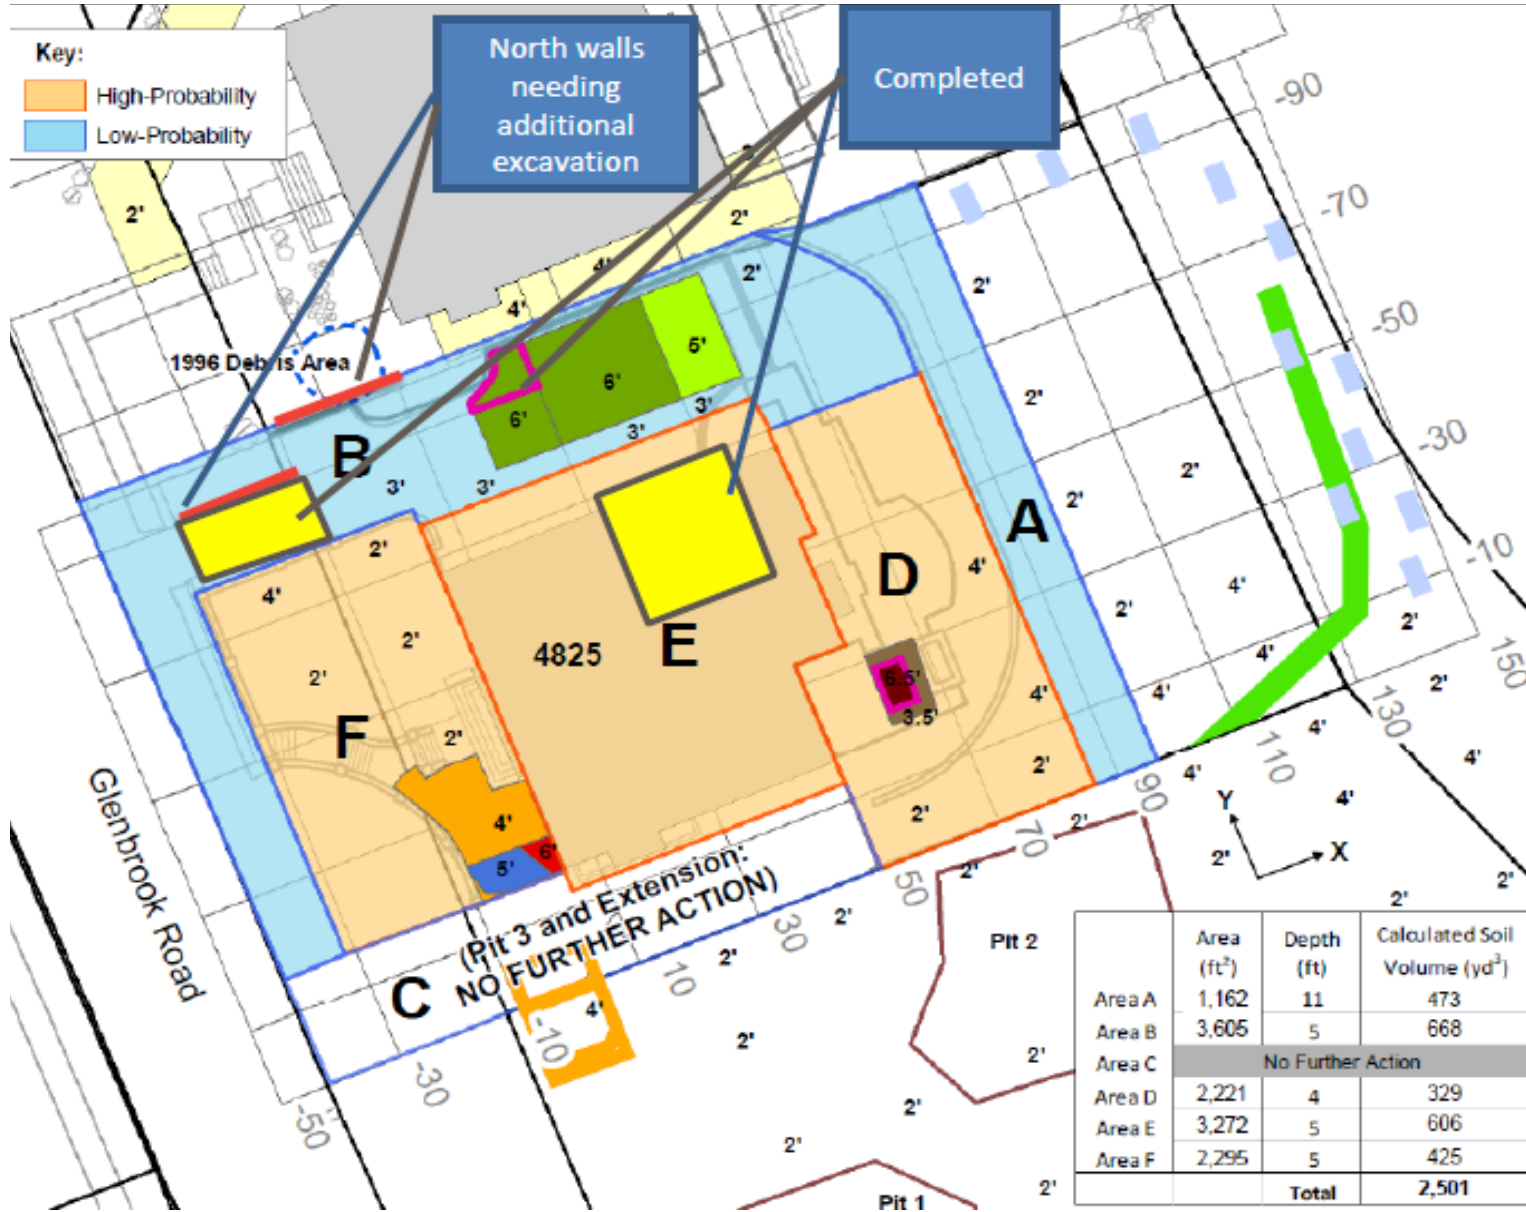 Key:
High-Probability
Low-Probability
North walls
needing
additional
excavation
Completed
-90
-70
-50
-30
-10
150
130
110
90
70
50
30
10
-10
-30
-50
2'
2'
4'
4'
2'
2'
1996 Debris Area
5'
6'
6'
3'
3'
3'
3'
B
A
2'
2'
2'
2'
2'
4'
4'
4'
2'
2'
4'
4'
D
6.5'
3.5'
4'
2'
2'
4825
E
2'
4'
2'
2'
2'
F
4'
5'
6'
Glenbrook Road
(Pit 3 and Extension:
NO FURTHER ACTION)
C
4'
4'
4'
4'
4'
2'
2'
2'
2'
2'
2'
2'
2'
2'
2'
2'
2'
2'
Y
X
Pit 2
Pit 1
Area
(ft²)
Depth
(ft)
Calculated Soil
Volume (yd³)
Area A 1,162 11 473
Area B 3,605 5 668
Area C No Further Action
Area D 2,221 4 329
Area E 3,272 5 606
Area F 2,295 5 425
Total 2,501